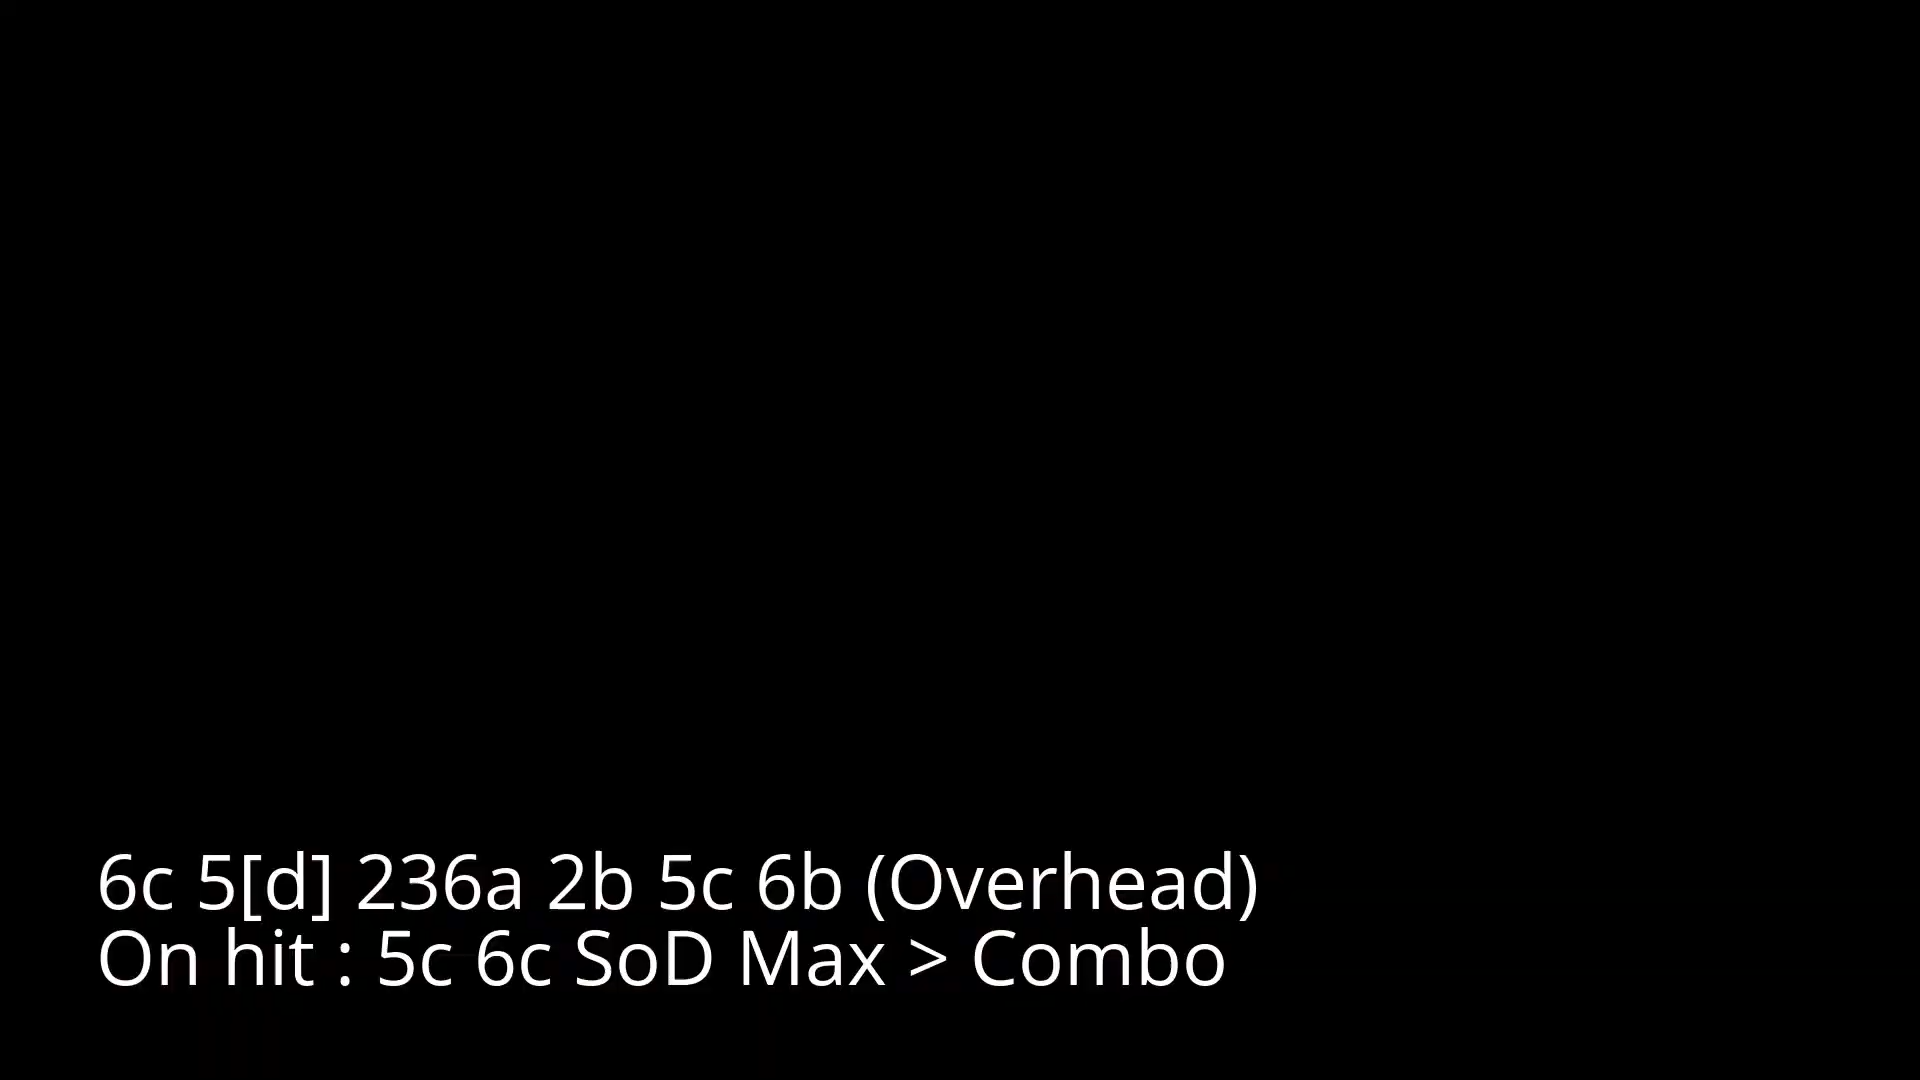 6c 5[d] 236a 2b 5c 6b (Overhead)
On hit : 5c 6c SoD Max > Combo